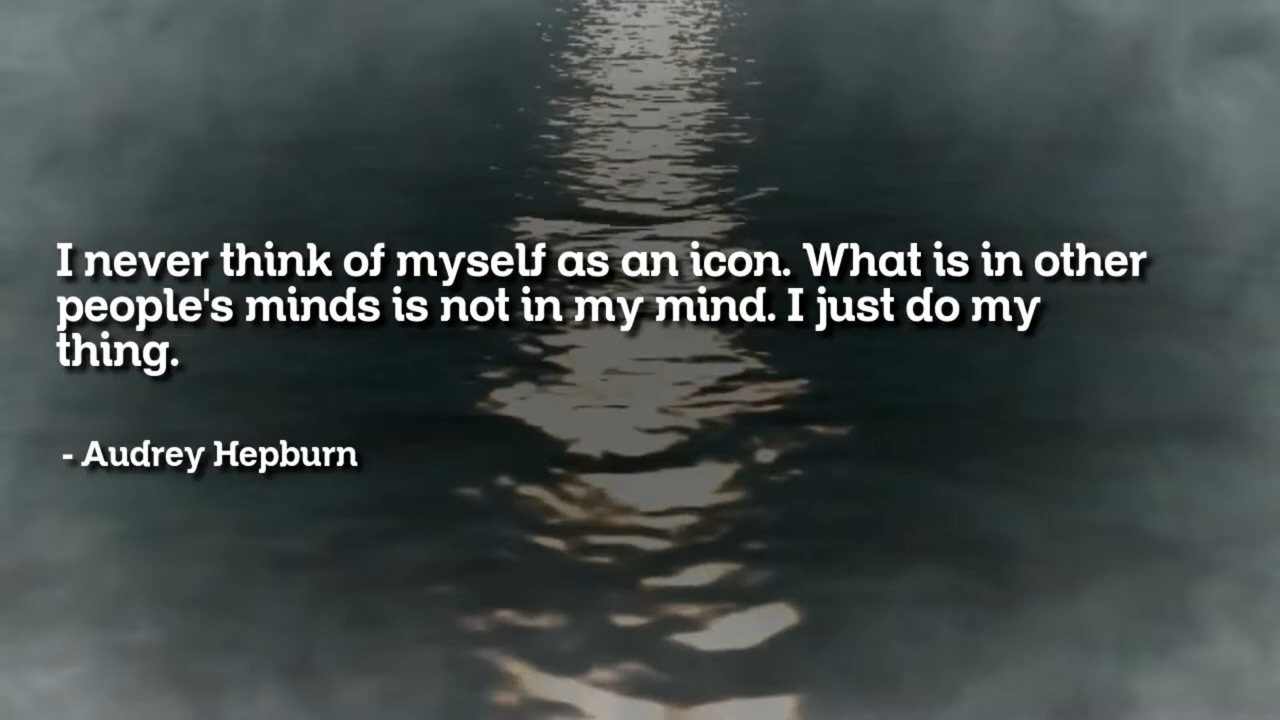 I never think of myself as an icon. What is in other
people's minds is not in my mind. I just do my
thing.
- Audrey Hepburn